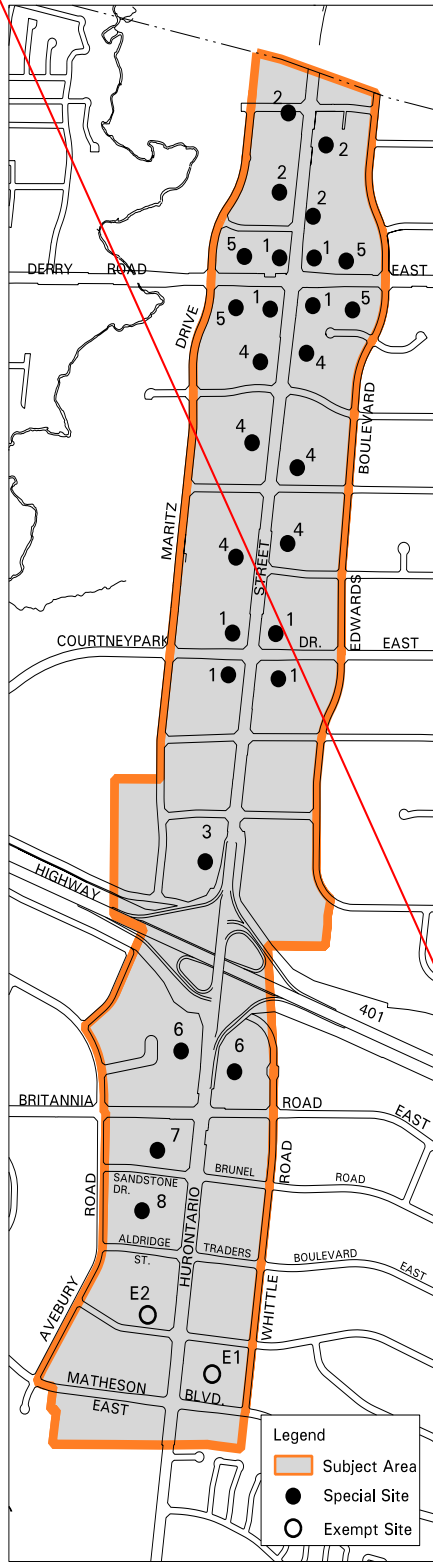 2
2
2
2
5 1 1 5
DERRY ROAD EAST
5 1 1 5
DRIVE
4 4
BOULEVARD
4
4
MARITZ
4
4
STREET
1 1
EDWARDS
COURTNEYPARK DR. EAST
1 1
3
HIGHWAY
401
6
6
BRITANNIA ROAD EAST
7
ROAD
SANDSTONE
DR.
BRUNEL ROAD
ROAD
8
HURONTARIO
ALDRIDGE
ST.
TRADERS BOULEVARD EAST
E2
AVEBURY
WHITTLE
E1
MATHESON BLVD.
EAST
Legend
Subject Area
Special Site
Exempt Site